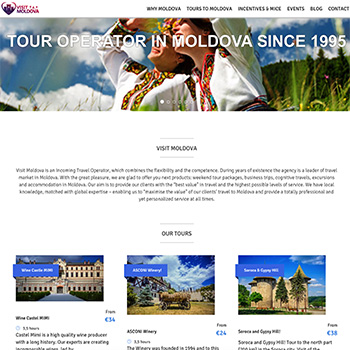 VISIT
MOLDOVA
WHY MOLDOVA TOURS TO MOLDOVA INCENTIVES & MICE EVENTS BLOG CONTACT
TOUR OPERATOR IN MOLDOVA SINCE 1995
VISIT MOLDOVA
Visit Moldova is an Incoming Travel Operator, which combines the flexibility and the competence. During years of existence the agency is a leader of travel
market in Moldova. With the great pleasure, we are glad to offer you next products: weekend tour packages, business trips, cognitive travels, excursions
and accommodation in Moldova. Our aim is to provide our clients with the "best value" in travel and the highest possible levels of service. We have local
knowledge, matched with global expertise – enabling us to "maximise the value" of our clients' travel to Moldova and provide a totally professional and
yet personalized service at all times.
OUR TOURS
Wine Castle MIMI
From
Wine Castel MIMI €34
3,5 hours
Castel Mimi is a high quality wine producer
with a long history. Our experts are creating
incomparable wines, led by
ASCONI Winery!
From
ASCONI Winery €24
3 hours
The Winery was founded in 1994 and to this
Soroca & Gypsy Hill!
From
Soroca and Gypsy Hill! €38
5,5 hours
Soroca and Gypsy Hill! Tour to the north part